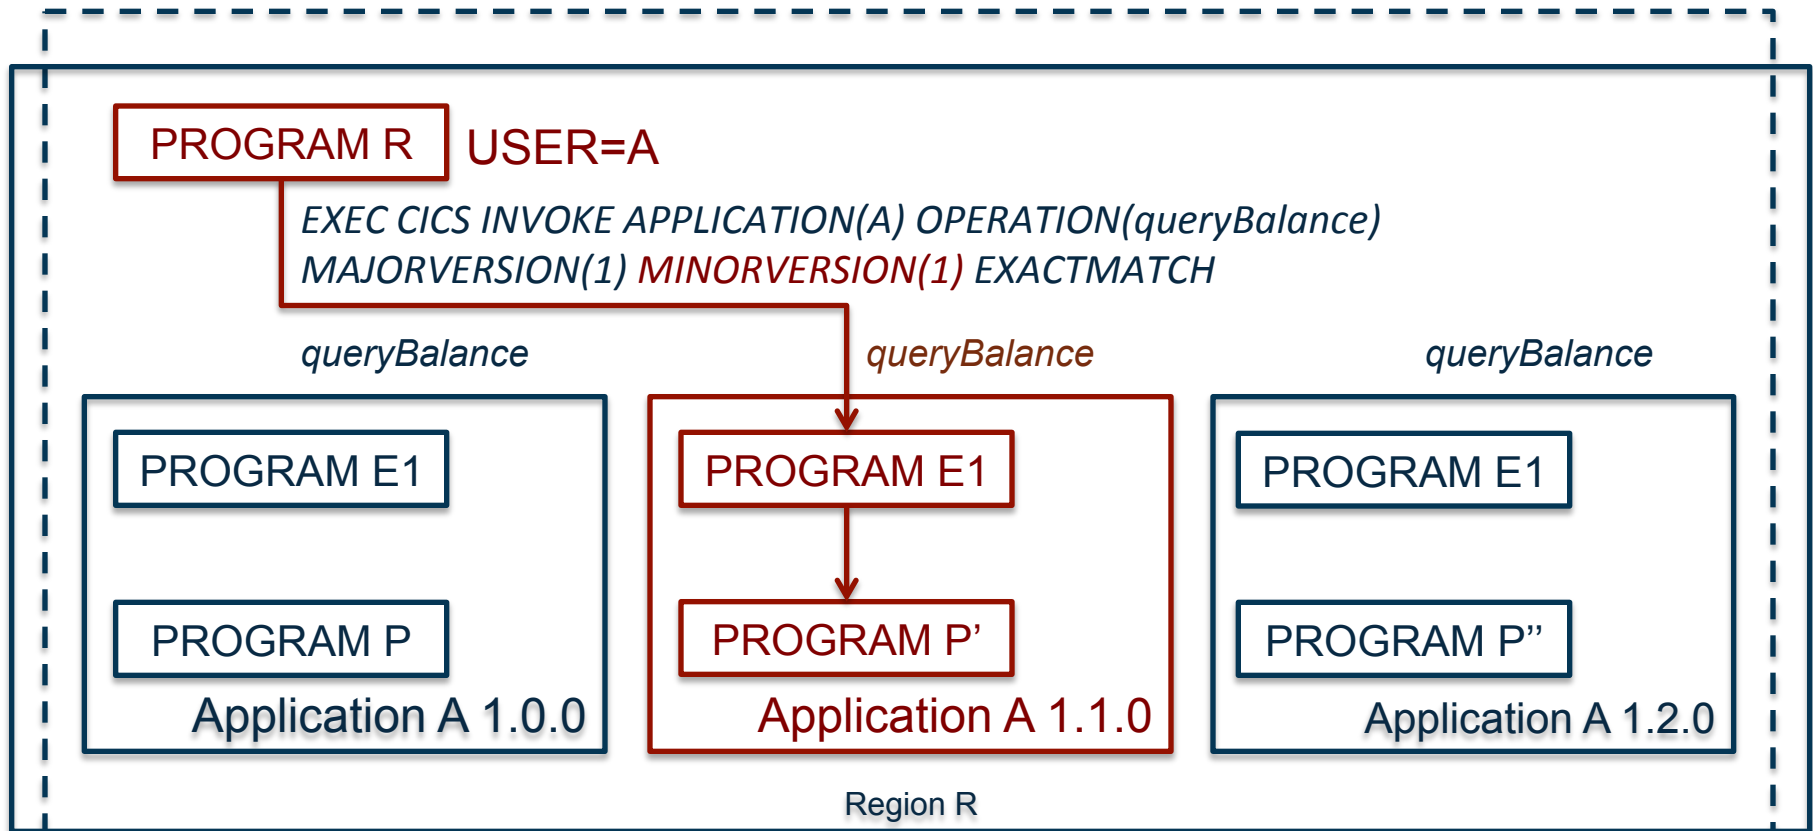 PROGRAM R
USER=A
EXEC CICS INVOKE APPLICATION(A) OPERATION(queryBalance)
MAJORVERSION(1) MINORVERSION(1) EXACTMATCH
queryBalance
queryBalance
queryBalance
PROGRAM E1
PROGRAM E1
PROGRAM E1
PROGRAM P
PROGRAM P’
PROGRAM P’’
Application A 1.0.0
Application A 1.1.0
Application A 1.2.0
Region R